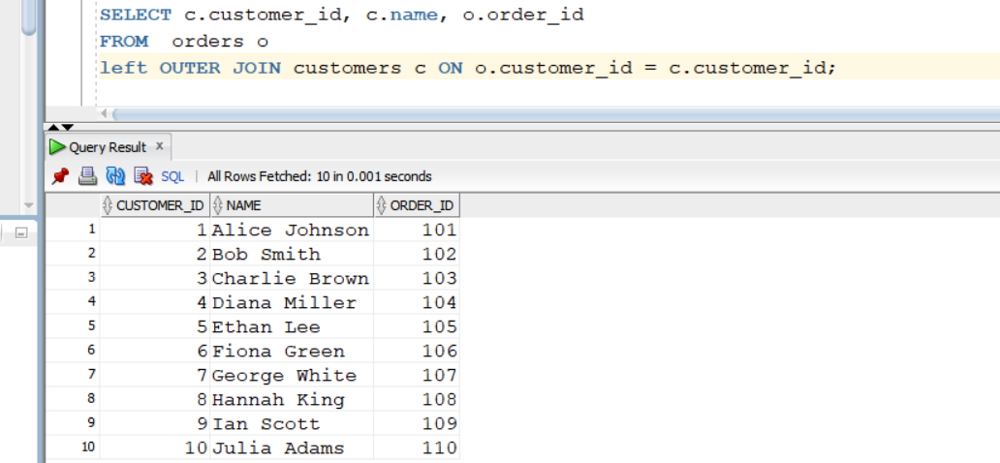 SELECT c.customer_id, c.name, o.order_id
FROM  orders o
left OUTER JOIN customers c ON o.customer_id = c.customer_id;
Query Result x
SQL | All Rows Fetched: 10 in 0.001 seconds
CUSTOMER_ID NAME ORDER_ID
1 1 Alice Johnson 101
2 2 Bob Smith 102
3 3 Charlie Brown 103
4 4 Diana Miller 104
5 5 Ethan Lee 105
6 6 Fiona Green 106
7 7 George White 107
8 8 Hannah King 108
9 9 Ian Scott 109
10 10 Julia Adams 110